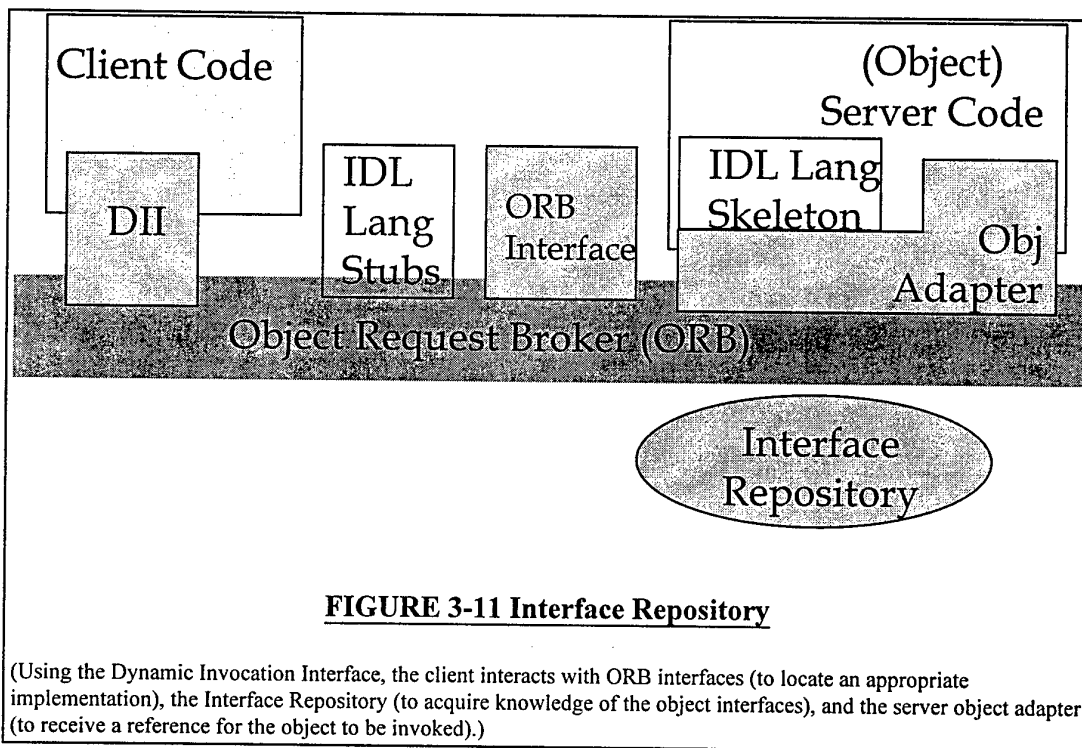 Client Code
(Object)
Server Code
DII
IDL
Lang
Stubs
ORB
Interface
IDL Lang
Skeleton
Obj
Adapter
Object Request Broker (ORB)
Interface
Repository
FIGURE 3-11 Interface Repository
(Using the Dynamic Invocation Interface, the client interacts with ORB interfaces (to locate an appropriate
implementation), the Interface Repository (to acquire knowledge of the object interfaces), and the server object adapter
(to receive a reference for the object to be invoked).)